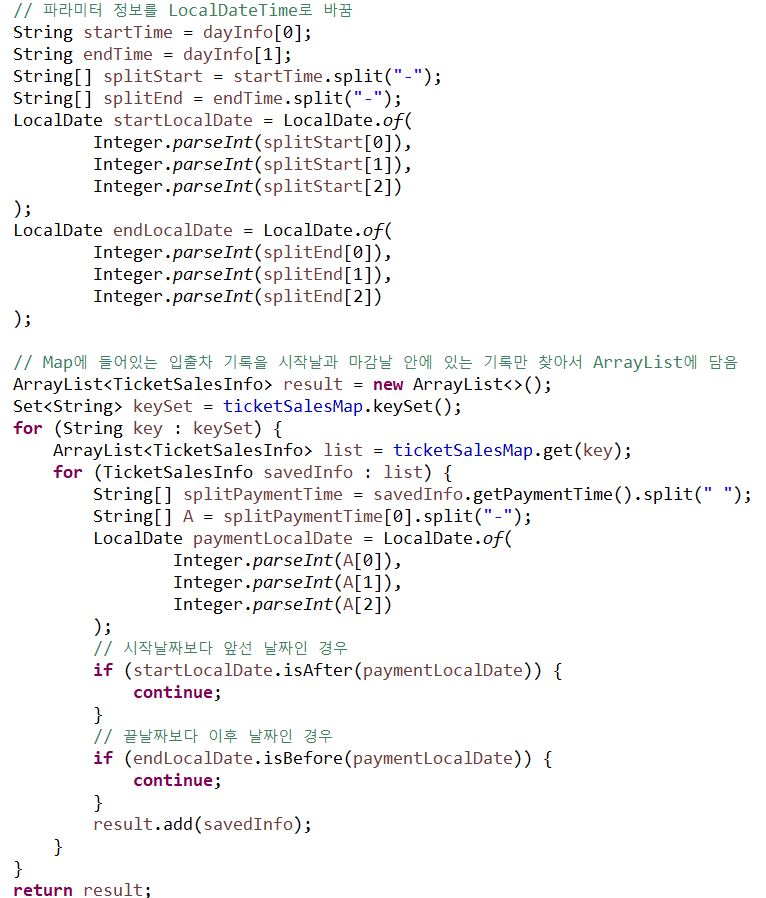 // 파라미터 정보를 LocalDateTime로 바꿈
String startTime = dayInfo[0];
String endTime = dayInfo[1];
String[] splitStart = startTime.split("-");
String[] splitEnd = endTime.split("-");
LocalDate startLocalDate = LocalDate.of(
        Integer.parseInt(splitStart[0]),
        Integer.parseInt(splitStart[1]),
        Integer.parseInt(splitStart[2])
);
LocalDate endLocalDate = LocalDate.of(
        Integer.parseInt(splitEnd[0]),
        Integer.parseInt(splitEnd[1]),
        Integer.parseInt(splitEnd[2])
);

// Map에 들어있는 입출차 기록을 시작날과 마감날 안에 있는 기록만 찾아서 ArrayList에 담음
ArrayList<TicketSalesInfo> result = new ArrayList<>();
Set<String> keySet = ticketSalesMap.keySet();
for (String key : keySet) {
    ArrayList<TicketSalesInfo> list = ticketSalesMap.get(key);
    for (TicketSalesInfo savedInfo : list) {
        String[] splitPaymentTime = savedInfo.getPaymentTime().split(" ");
        String[] A = splitPaymentTime[0].split("-");
        LocalDate paymentLocalDate = LocalDate.of(
                Integer.parseInt(A[0]),
                Integer.parseInt(A[1]),
                Integer.parseInt(A[2])
        );
        // 시작날짜보다 앞선 날짜인 경우
        if (startLocalDate.isAfter(paymentLocalDate)) {
            continue;
        }
        // 끝날짜보다 이후 날짜인 경우
        if (endLocalDate.isBefore(paymentLocalDate)) {
            continue;
        }
        result.add(savedInfo);
    }
}
return result;